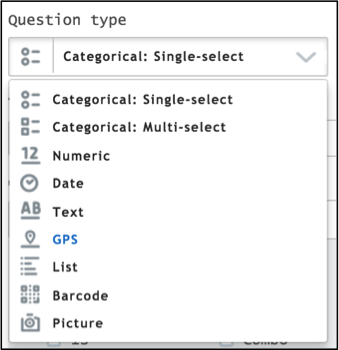 Question type
Categorical: Single-select
Categorical: Single-select
Categorical: Multi-select
12 Numeric
Date
AB Text
GPS
List
Barcode
Picture